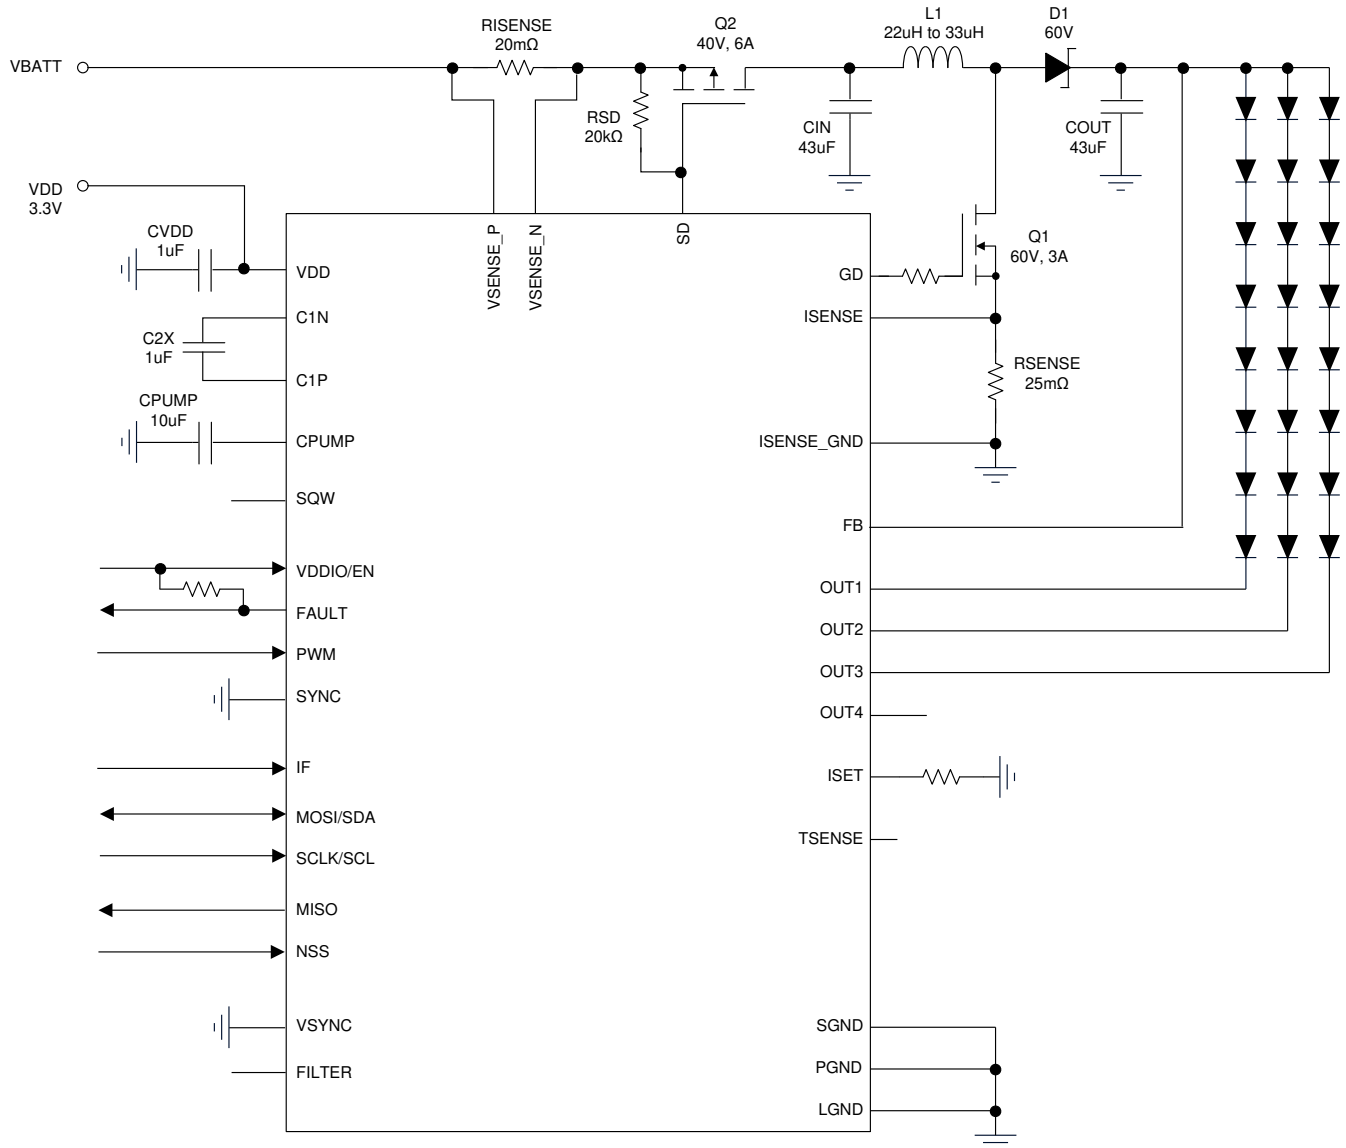 RISENSE
20mΩ
Q2
40V, 6A
L1
22uH to 33uH
D1
60V
VBATT
RSD
20kΩ
CIN
43uF
COUT
43uF
VDD
3.3V
CVDD
1uF
VDD
VSENSE_P
VSENSE_N
SD
Q1
60V, 3A
GD
C1N
ISENSE
C2X
1uF
C1P
RSENSE
25mΩ
CPUMP
10uF
CPUMP
ISENSE_GND
SQW
FB
VDDIO/EN
OUT1
FAULT
OUT2
PWM
OUT3
SYNC
OUT4
IF
ISET
MOSI/SDA
TSENSE
SCLK/SCL
MISO
NSS
VSYNC
SGND
FILTER
PGND
LGND